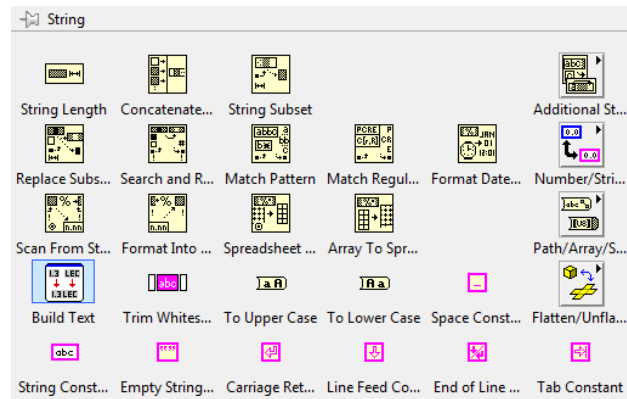 String
String Length Concatenate... String Subset Additional St...
Replace Subs... Search and R... Match Pattern Match Regul... Format Date... Number/Stri...
Scan From St... Format Into ... Spreadsheet ... Array To Spr... Path/Array/S...
Build Text Trim Whites... To Upper Case To Lower Case Space Const... Flatten/Unfla...
String Const... Empty String... Carriage Ret... Line Feed Co... End of Line ... Tab Constant